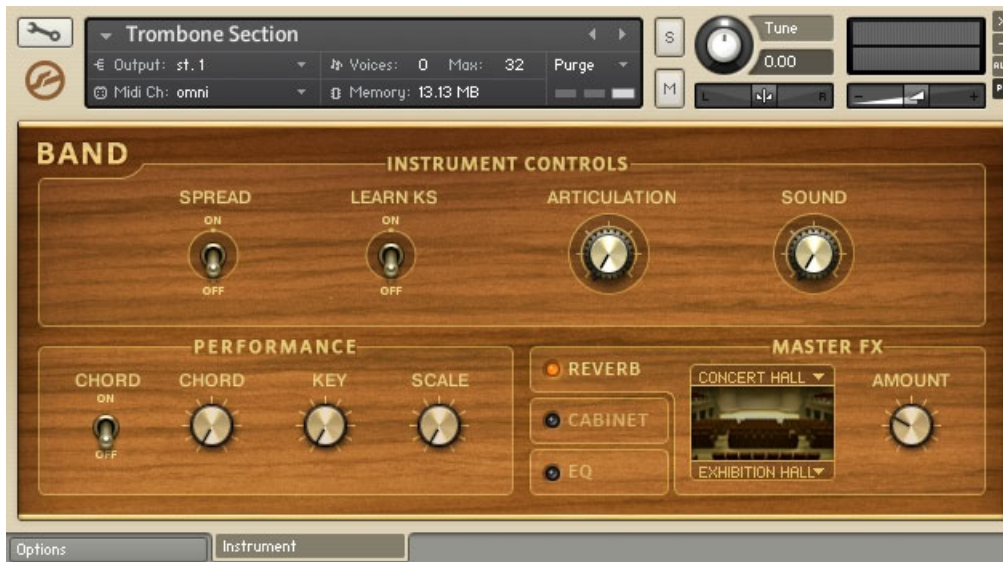 Trombone Section
S
Tune
Output: st. 1
Voices: 0 Max: 32
Purge
0.00
Midi Ch: omni
Memory: 13.13 MB
M
L
R
BAND
INSTRUMENT CONTROLS
SPREAD
LEARN KS
ARTICULATION
SOUND
ON
ON
OFF
OFF
PERFORMANCE
MASTER FX
CHORD
CHORD
KEY
SCALE
REVERB
CONCERT HALL
AMOUNT
ON
CABINET
OFF
EQ
EXHIBITION HALL
Options
Instrument